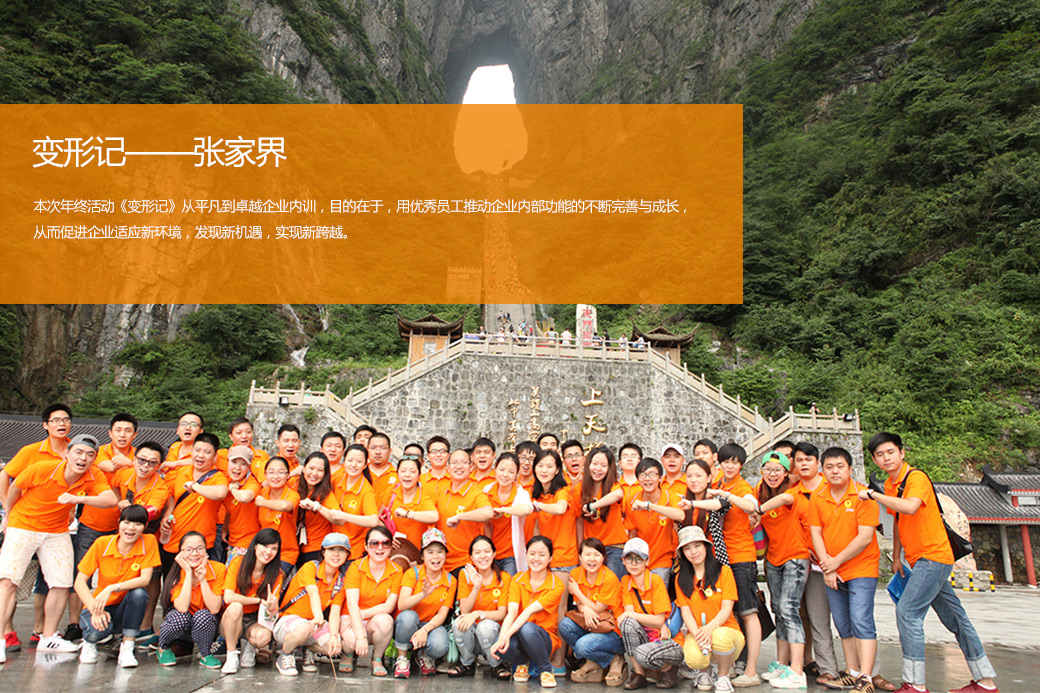 变形记——张家界
本次年终活动《变形记》从平凡到卓越企业内训，目的在于，用优秀员工推动企业内部功能的不断完善与成长，
从而促进企业适应新环境，发现新机遇，实现新跨越。
上天